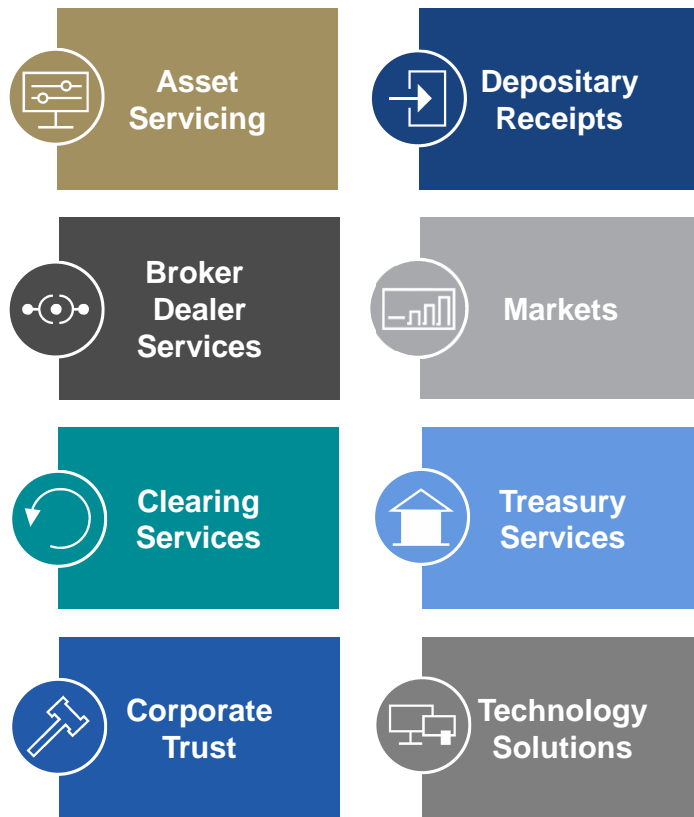 Asset
Servicing
Depositary
Receipts
Broker
Dealer
Services
Markets
Clearing
Services
Treasury
Services
Corporate
Trust
Technology
Solutions